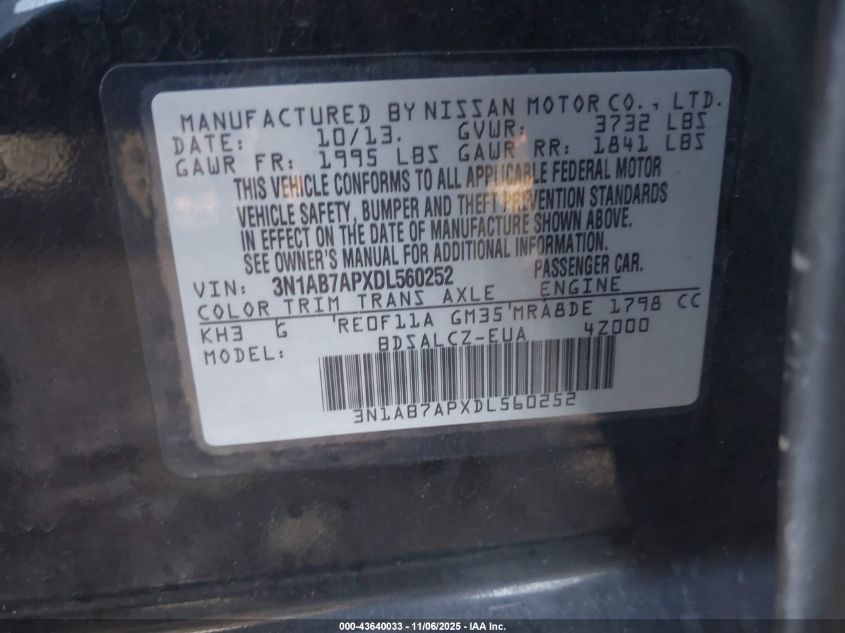 MANUFACTURED BY NISSAN MOTOR CO., LTD.
DATE: 10/13. GVWR: 3732 LBS
GAWR FR: 1995 LBS GAWR RR: 1841 LBS
THIS VEHICLE CONFORMS TO ALL APPLICABLE FEDERAL MOTOR
VEHICLE SAFETY, BUMPER AND THEFT PREVENTION STANDARDS
IN EFFECT ON THE DATE OF MANUFACTURE SHOWN ABOVE.
SEE OWNER'S MANUAL FOR ADDITIONAL INFORMATION.
VIN: 3N1AB7APXDL560252 PASSENGER CAR.
COLOR TRIM TRANS AXLE ENGINE
KH3 G 'RE0F11A GM35'MRA8DE 1798 CC
MODEL: BDSALCZ-EUA 4Z000
3N1AB7APXDL560252
000-43640033 - 11/06/2025 - IAA Inc.